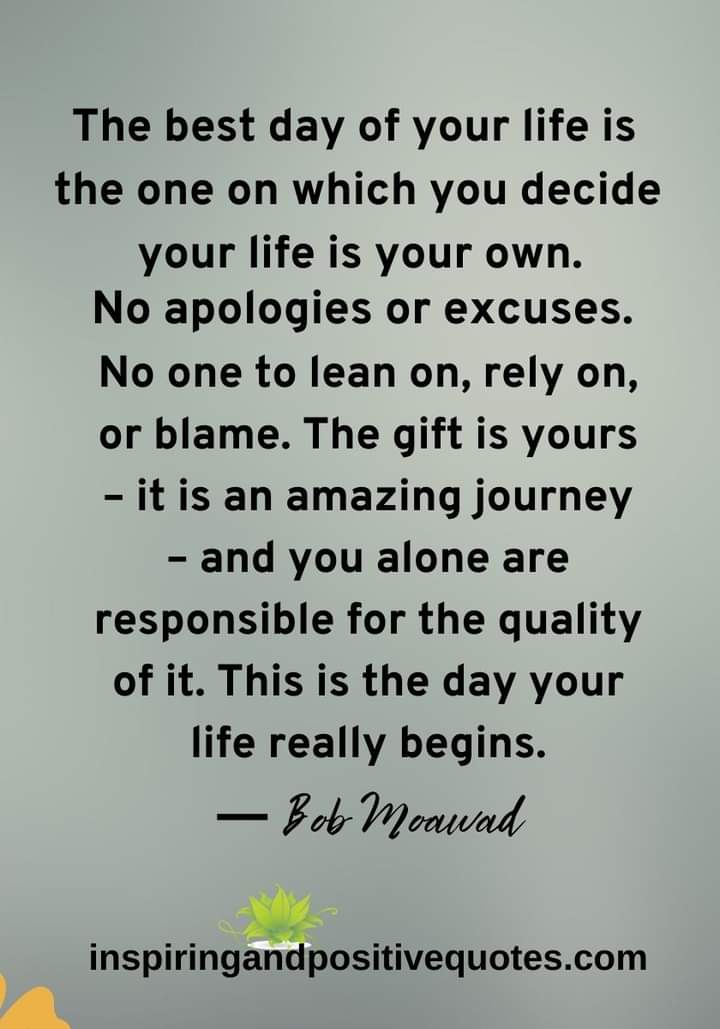 The best day of your life is
the one on which you decide
your life is your own.
No apologies or excuses.
No one to lean on, rely on,
or blame. The gift is yours
– it is an amazing journey
– and you alone are
responsible for the quality
of it. This is the day your
life really begins.
— Bob Moawad
inspiringandpositivequotes.com